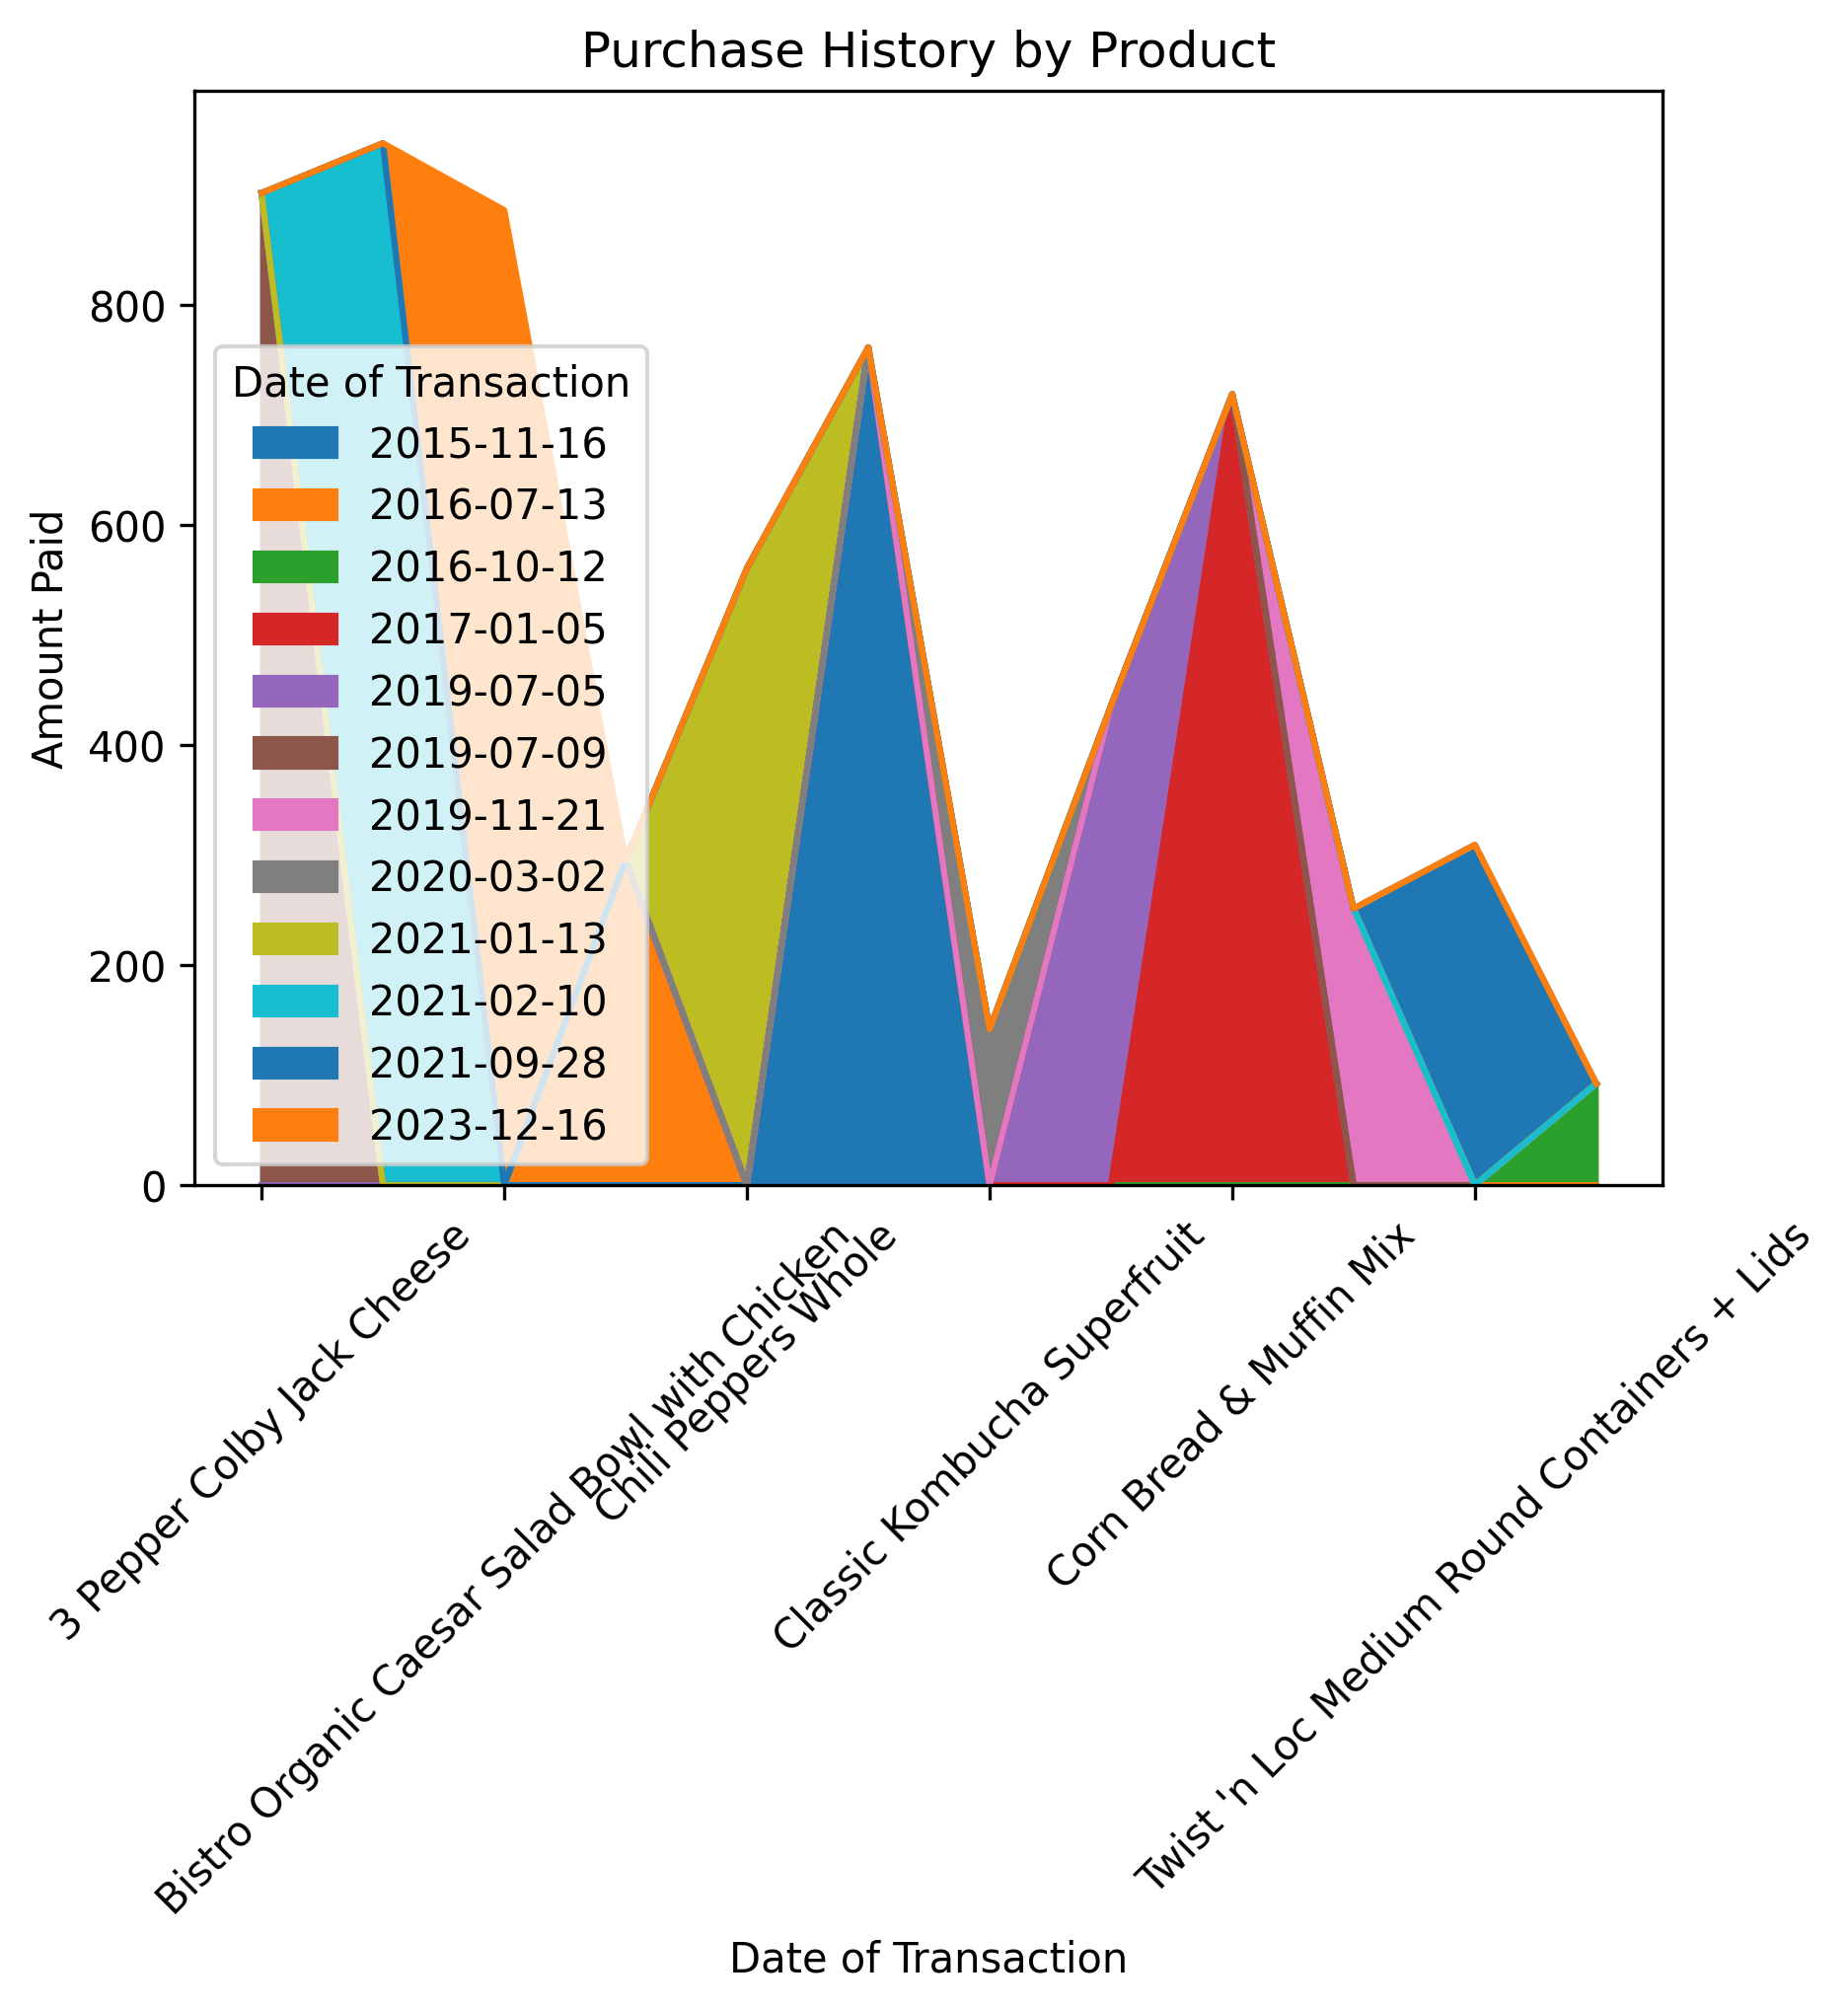 Purchase History by Product
Amount Paid
800
600
400
200
0
Date of Transaction
2015-11-16
2016-07-13
2016-10-12
2017-01-05
2019-07-05
2019-07-09
2019-11-21
2020-03-02
2021-01-13
2021-02-10
2021-09-28
2023-12-16
3 Pepper Colby Jack Cheese
Bistro Organic Caesar Salad Bowl with Chicken
Chili Peppers Whole
Classic Kombucha Superfruit
Corn Bread & Muffin Mix
Twist 'n Loc Medium Round Containers + Lids
Date of Transaction